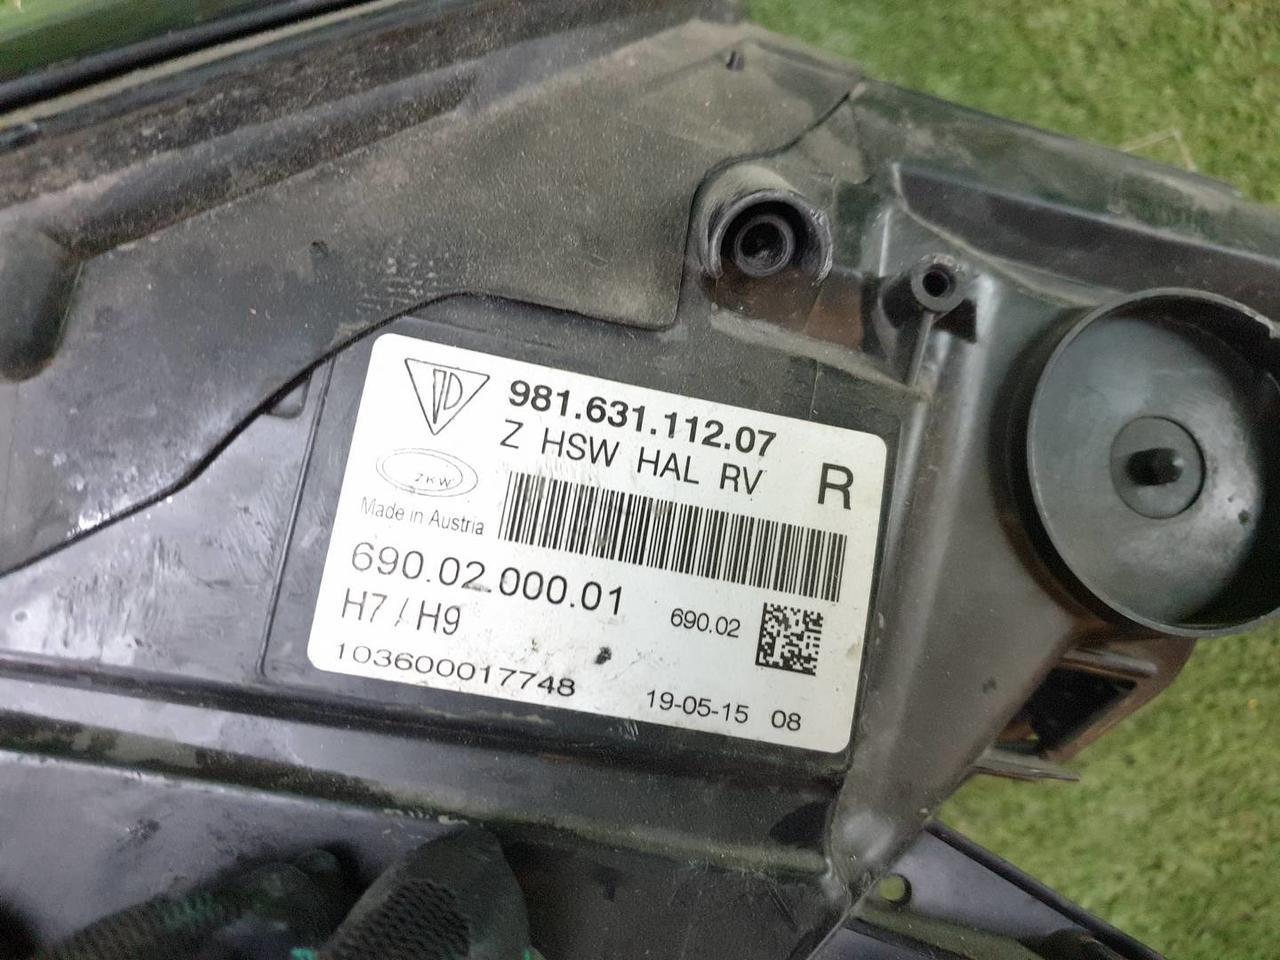 981.631.112.07
Z HSW HAL RV R
ZKW
Made in Austria
690.02.000.01
690.02
H7 / H9
103600017748
19-05-15 08